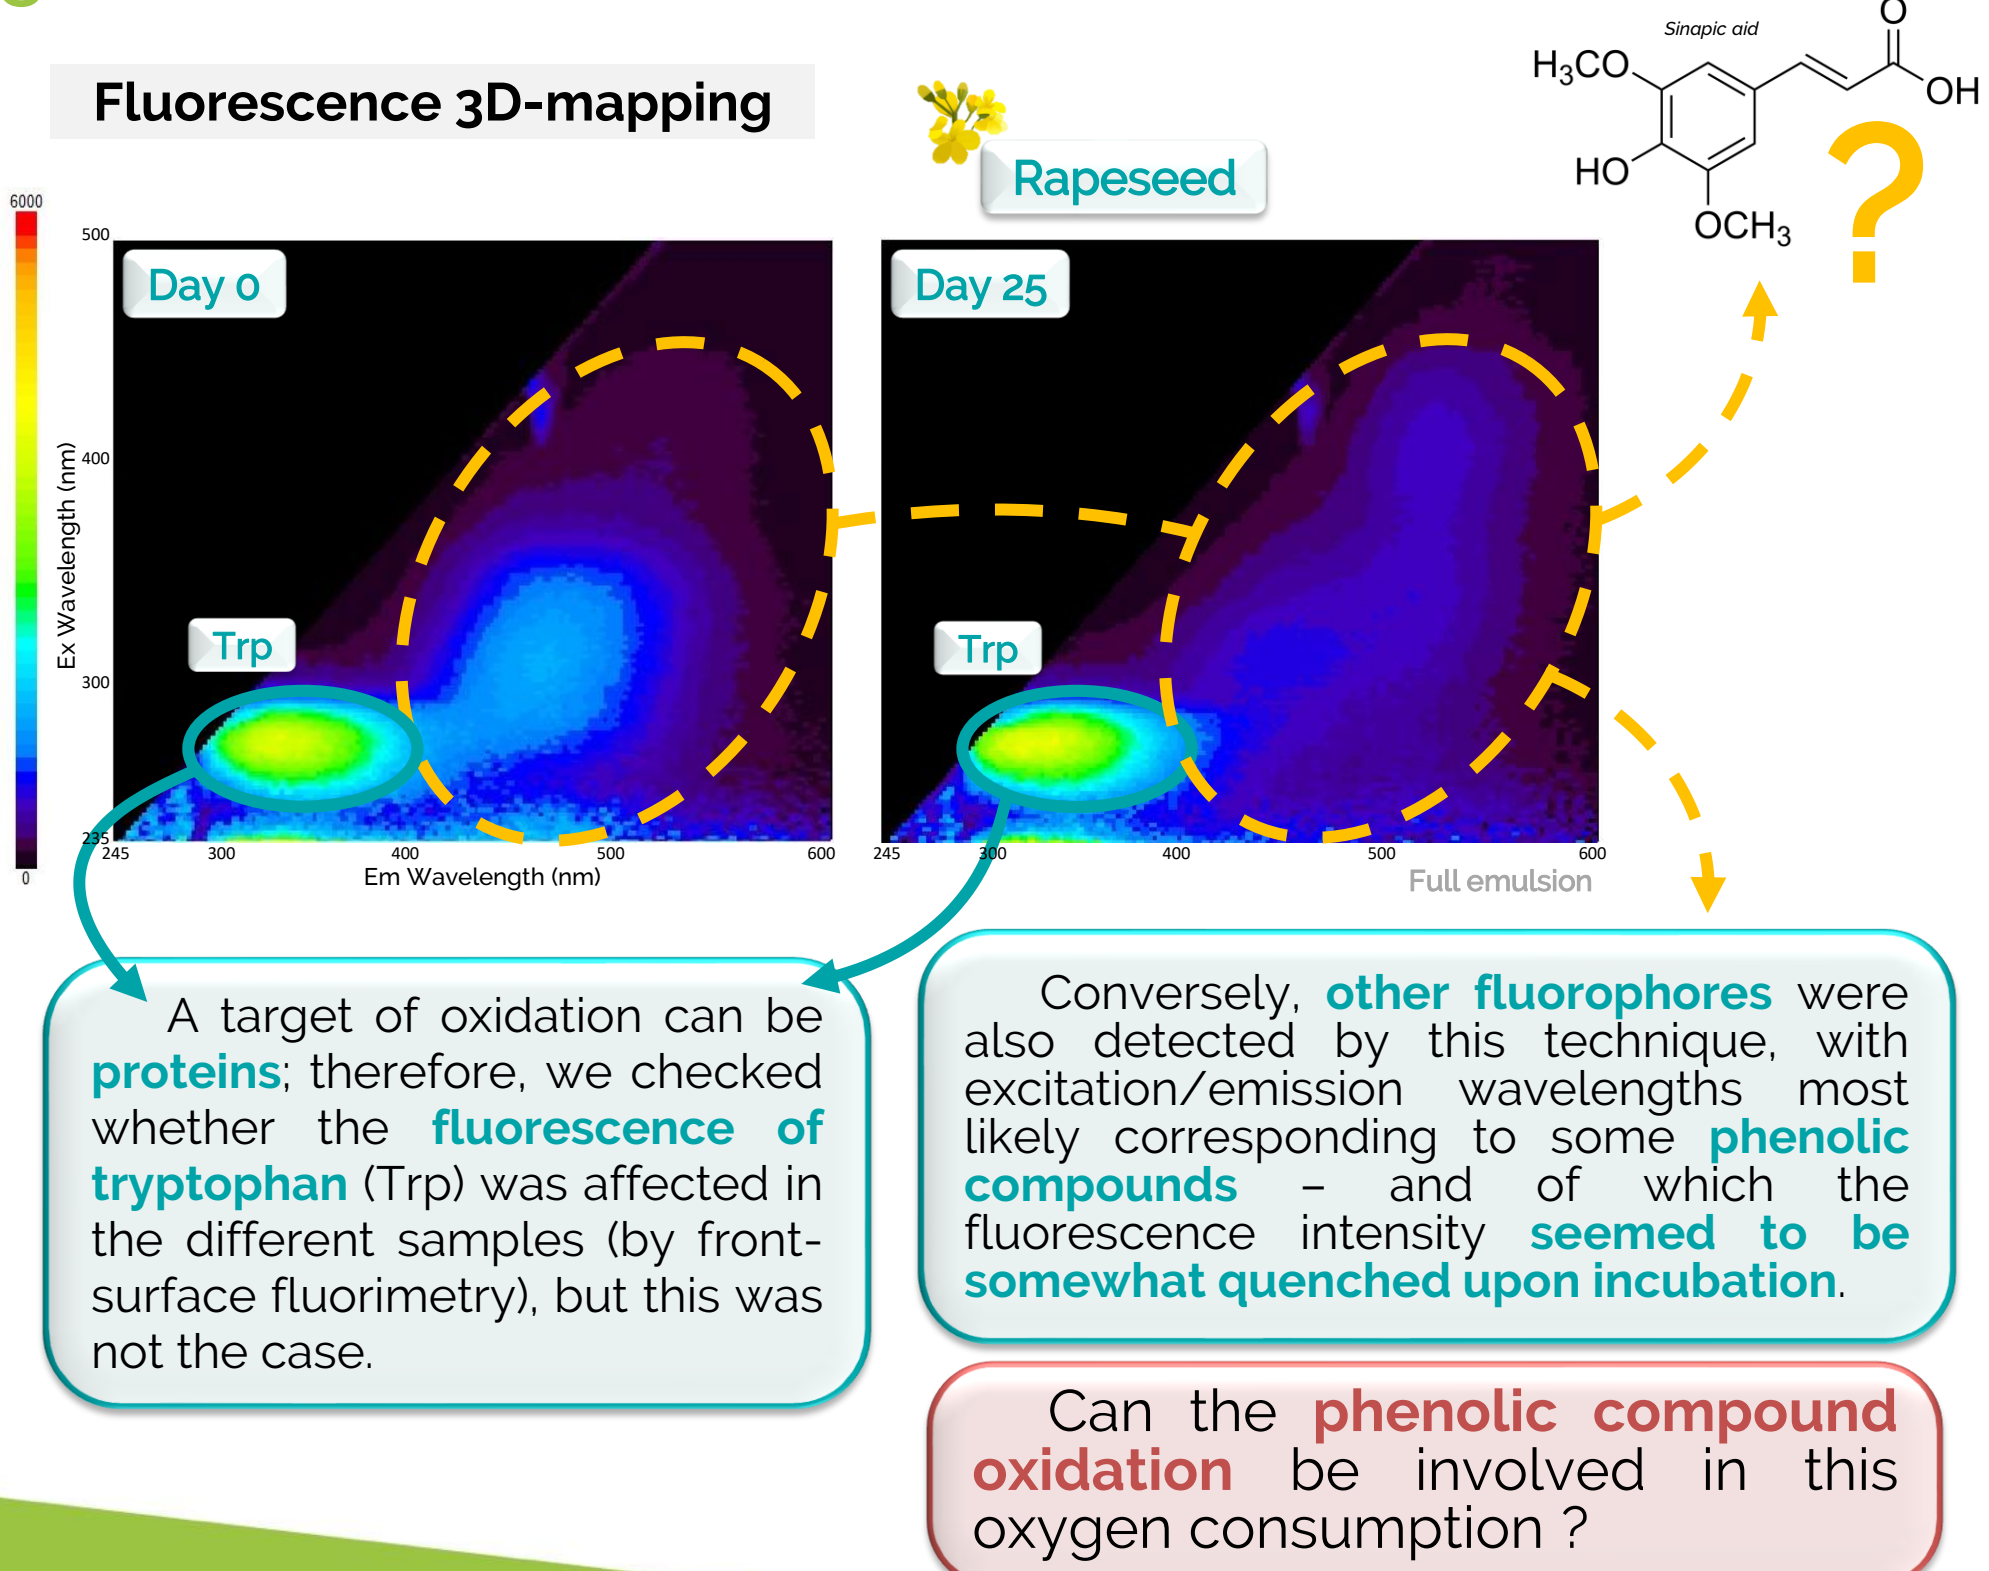 Sinapic aid
O
H₃CO
OH
HO
OCH₃
?
Fluorescence 3D-mapping
Rapeseed
6000
0
Ex Wavelength (nm)
500
400
300
235
Day 0
Trp
245 300 400 500 600
Em Wavelength (nm)
Day 25
Trp
245 300 400 500 600
Full emulsion
A target of oxidation can be
proteins; therefore, we checked
whether the fluorescence of
tryptophan (Trp) was affected in
the different samples (by front-
surface fluorimetry), but this was
not the case.
Conversely, other fluorophores were
also detected by this technique, with
excitation/emission wavelengths most
likely corresponding to some phenolic
compounds – and of which the
fluorescence intensity seemed to be
somewhat quenched upon incubation.
Can the phenolic compound
oxidation be involved in this
oxygen consumption ?